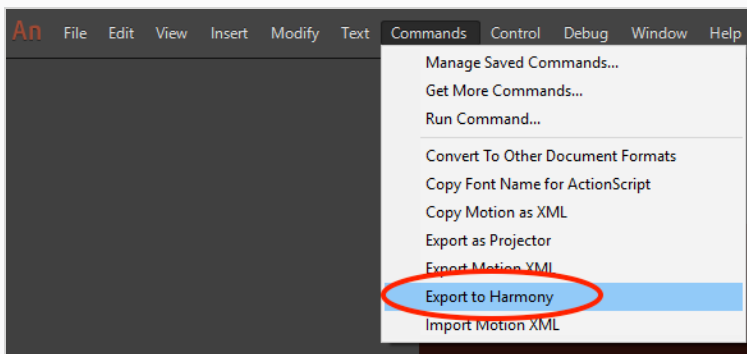 An File Edit View Insert Modify Text Commands Control Debug Window Help
Manage Saved Commands...
Get More Commands...
Run Command...
Convert To Other Document Formats
Copy Font Name for ActionScript
Copy Motion as XML
Export as Projector
Export Motion XML
Export to Harmony
Import Motion XML